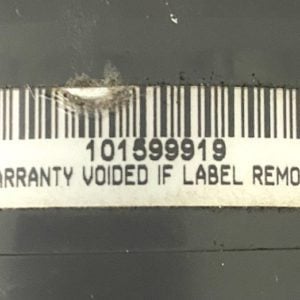 101599919
ARRANTY VOIDED IF LABEL REMO